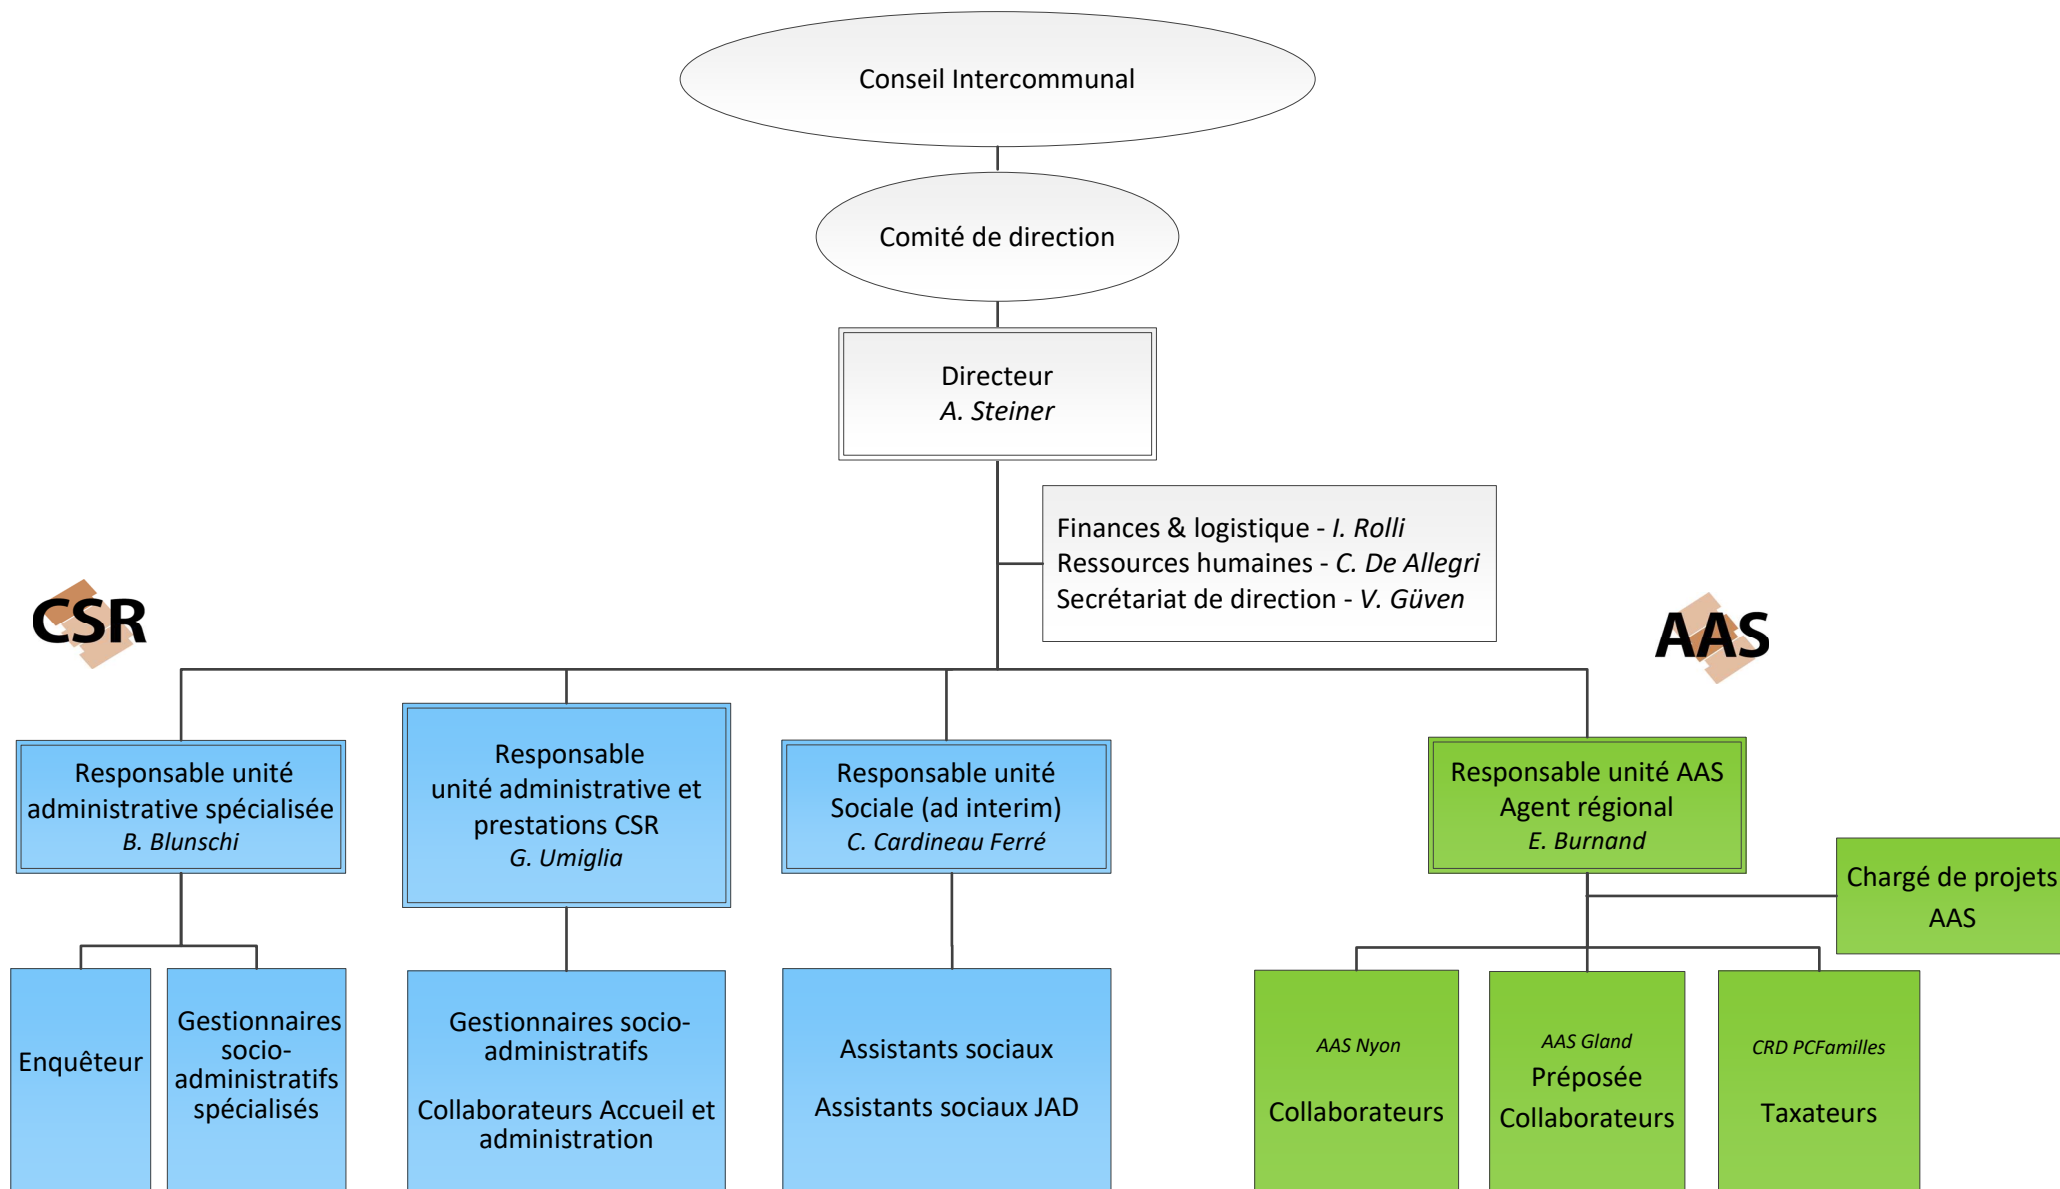 Conseil Intercommunal
Comité de direction
Directeur
A. Steiner
Finances & logistique - I. Rolli
Ressources humaines - C. De Allegri
Secrétariat de direction - V. Güven
CSR
AAS
Responsable unité
administrative spécialisée
B. Blunschi
Responsable
unité administrative et
prestations CSR
G. Umiglia
Responsable unité
Sociale (ad interim)
C. Cardineau Ferré
Responsable unité AAS
Agent régional
E. Burnand
Chargé de projets
AAS
Enquêteur
Gestionnaires
socio-
administratifs
spécialisés
Gestionnaires socio-
administratifs
Collaborateurs Accueil et
administration
Assistants sociaux
Assistants sociaux JAD
AAS Nyon
Collaborateurs
AAS Gland
Préposée
Collaborateurs
CRD PCFamilles
Taxateurs